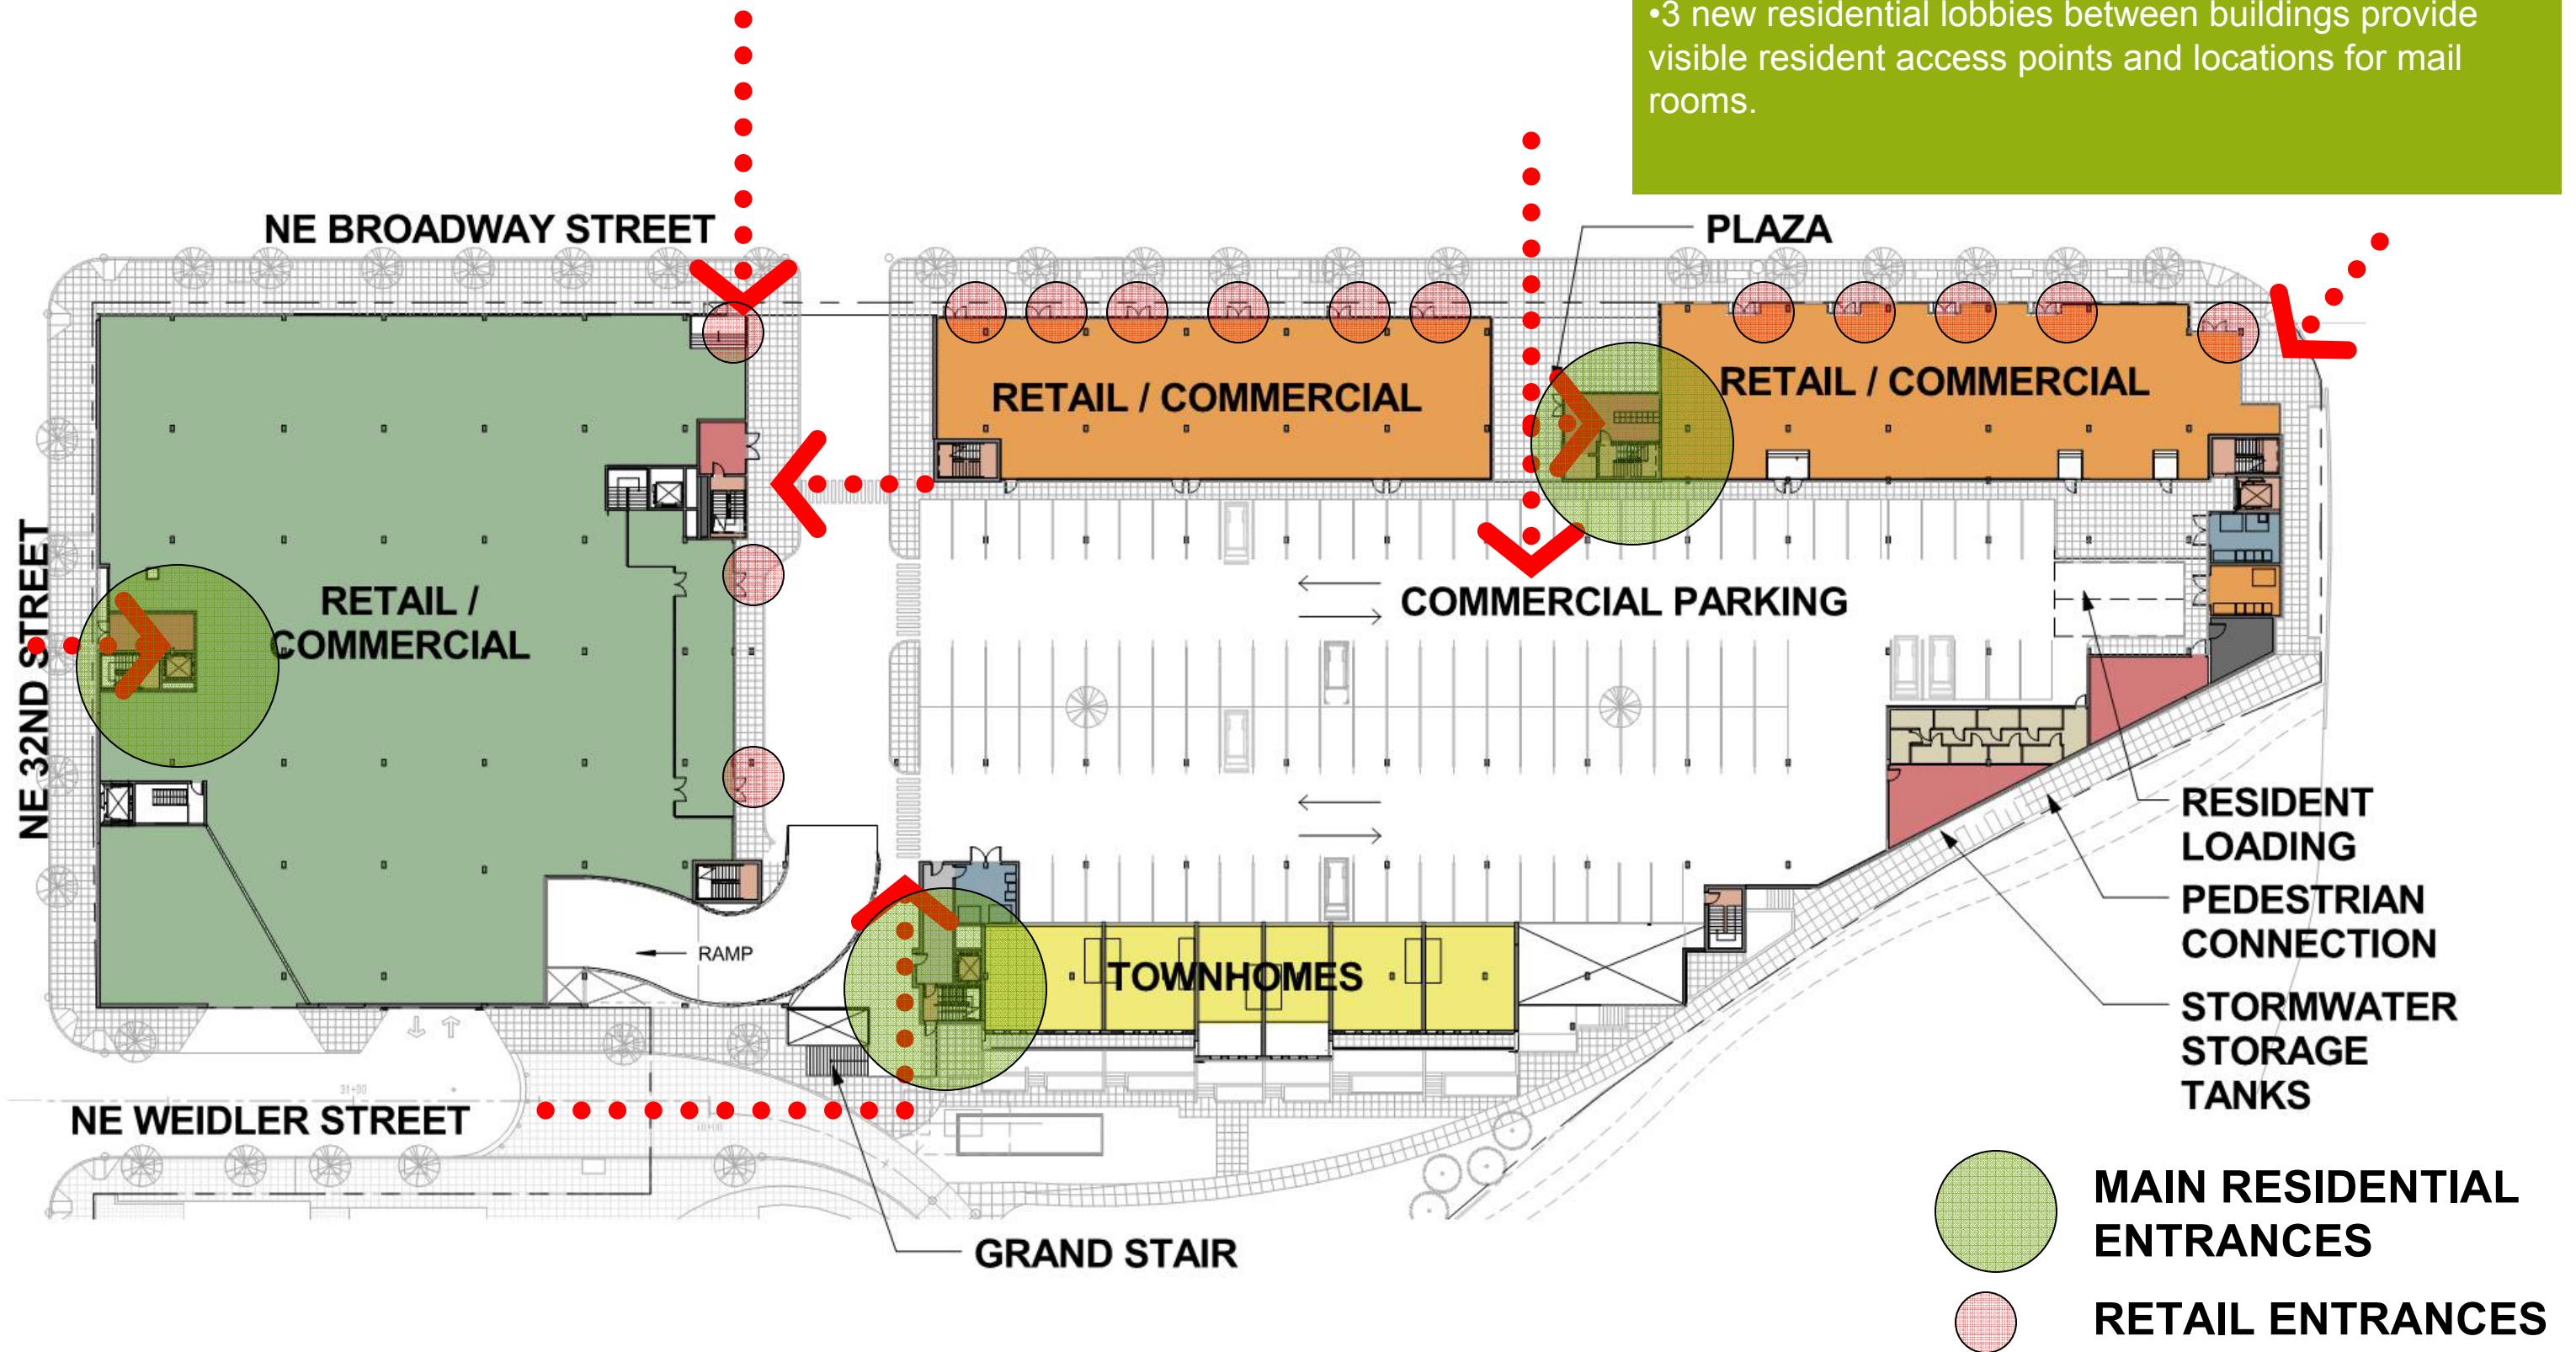 •3 new residential lobbies between buildings provide
visible resident access points and locations for mail
rooms.
NE BROADWAY STREET
PLAZA
RETAIL / COMMERCIAL
RETAIL / COMMERCIAL
NE 32ND STREET
RETAIL /
COMMERCIAL
COMMERCIAL PARKING
RESIDENT
LOADING
PEDESTRIAN
CONNECTION
STORMWATER
STORAGE
TANKS
RAMP
TOWNHOMES
31+00
NE WEIDLER STREET
GRAND STAIR
MAIN RESIDENTIAL
ENTRANCES
RETAIL ENTRANCES